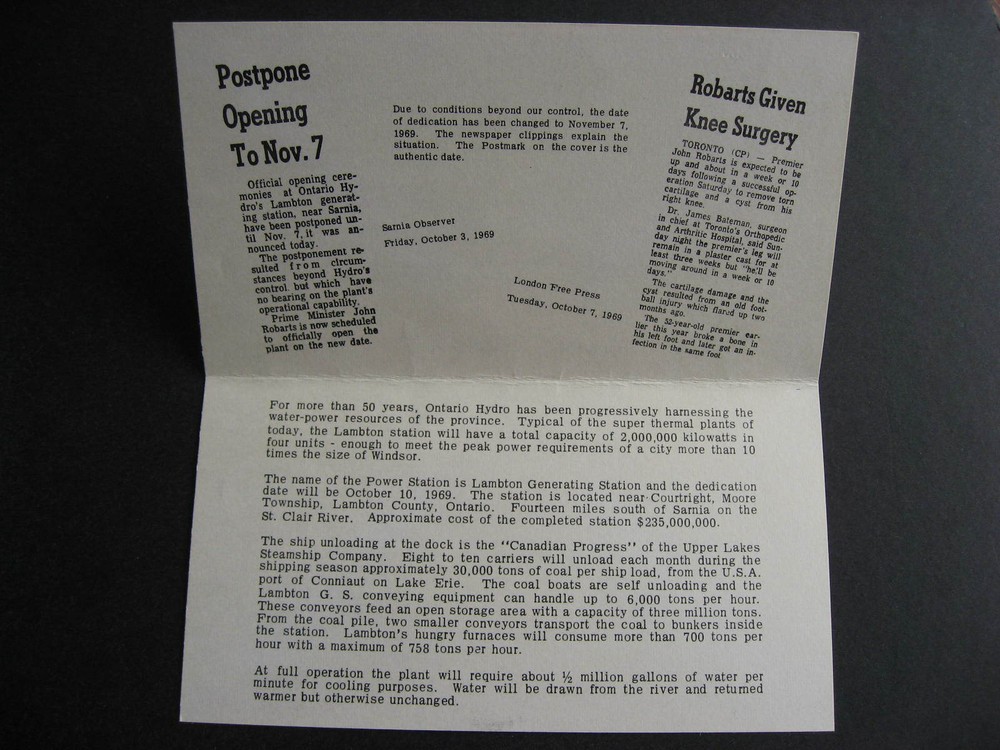 Postpone
Opening
To Nov. 7
Official opening cere-
monies at Ontario Hy-
dro's Lambton generat-
ing station, near Sarnia,
have been postponed un-
til Nov. 7, it was an-
nounced today.
The postponement re-
sulted from circum-
stances beyond Hydro's
control but which have
no bearing on the plant's
operational capability.
Prime Minister John
Robarts is now scheduled
to officially open the
plant on the new date.
Due to conditions beyond our control, the date
of dedication has been changed to November 7,
1969. The newspaper clippings explain the
situation. The Postmark on the cover is the
authentic date.
Sarnia Observer
Friday, October 3, 1969
London Free Press
Tuesday, October 7, 1969
Robarts Given
Knee Surgery
TORONTO (CP) — Premier
John Robarts is expected to be
up and about in a week or 10
days following a successful op-
eration Saturday to remove torn
cartilage and a cyst from his
right knee.
Dr. James Bateman, surgeon
in chief at Toronto's Orthopedic
and Arthritic Hospital, said Sun-
day night the premier's leg will
remain in a plaster cast for at
least three weeks but "he'll be
moving around in a week or 10
days."
The cartilage damage and the
cyst resulted from an old foot-
ball injury which flared up two
months ago.
The 52-year-old premier ear-
lier this year broke a bone in
his left foot and later got an in-
fection in the same foot
For more than 50 years, Ontario Hydro has been progressively harnessing the
water-power resources of the province. Typical of the super thermal plants of
today, the Lambton station will have a total capacity of 2,000,000 kilowatts in
four units - enough to meet the peak power requirements of a city more than 10
times the size of Windsor.
The name of the Power Station is Lambton Generating Station and the dedication
date will be October 10, 1969. The station is located near Courtright, Moore
Township, Lambton County, Ontario. Fourteen miles south of Sarnia on the
St. Clair River. Approximate cost of the completed station $235,000,000.
The ship unloading at the dock is the "Canadian Progress" of the Upper Lakes
Steamship Company. Eight to ten carriers will unload each month during the
shipping season approximately 30,000 tons of coal per ship load, from the U.S.A.
port of Conniaut on Lake Erie. The coal boats are self unloading and the
Lambton G. S. conveying equipment can handle up to 6,000 tons per hour.
These conveyors feed an open storage area with a capacity of three million tons.
From the coal pile, two smaller conveyors transport the coal to bunkers inside
the station. Lambton's hungry furnaces will consume more than 700 tons per
hour with a maximum of 758 tons per hour.
At full operation the plant will require about ½ million gallons of water per
minute for cooling purposes. Water will be drawn from the river and returned
warmer but otherwise unchanged.